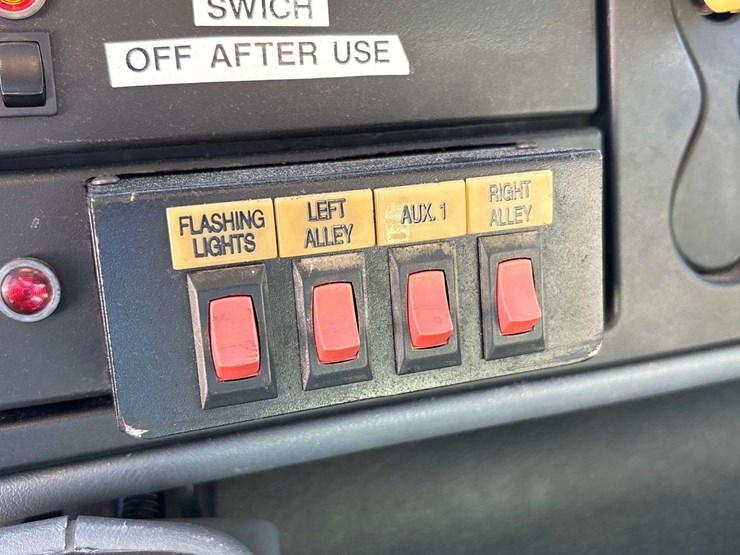 SWICH
OFF AFTER USE
FLASHING
LIGHTS
LEFT
ALLEY
AUX. 1
RIGHT
ALLEY